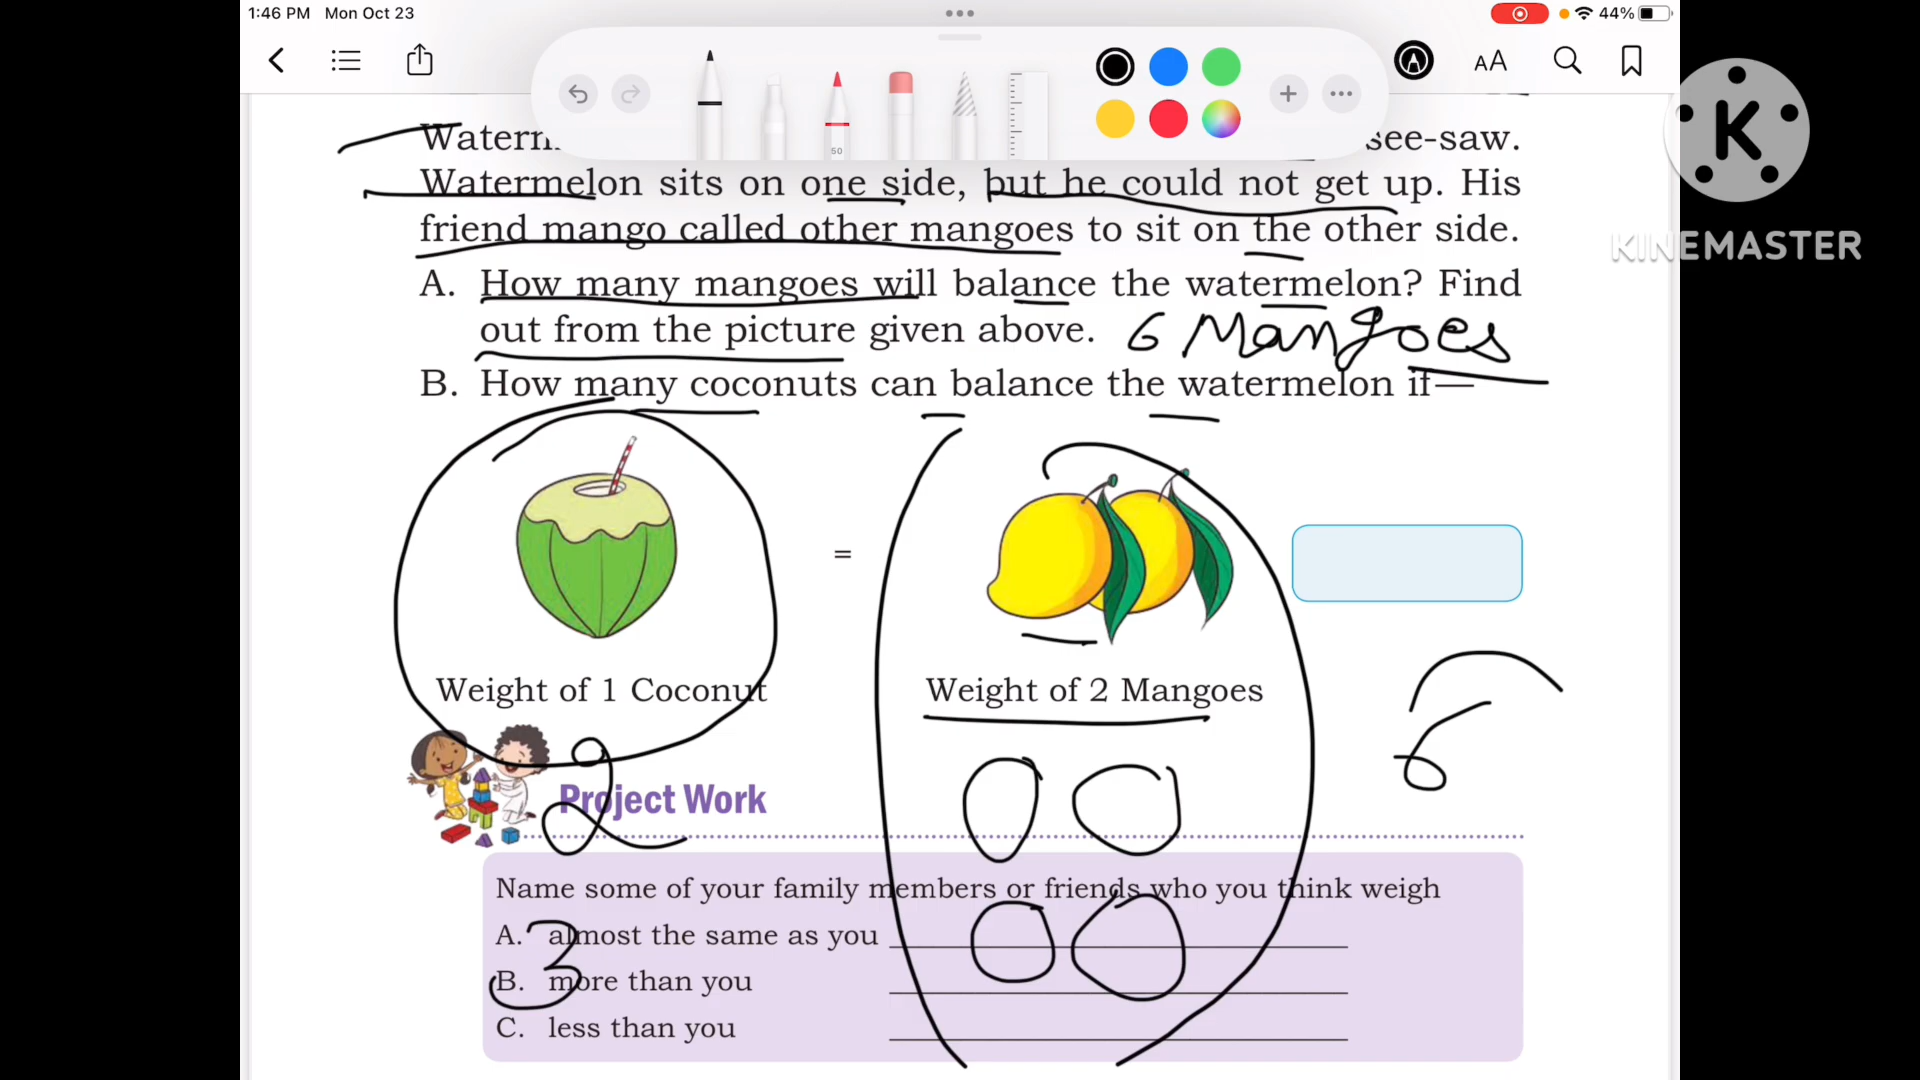 1:46 PM Mon Oct 23
44%
AA
50
K
KINEMASTER
see-saw.
Watermelon sits on one side, but he could not get up. His
friend mango called other mangoes to sit on the other side.
A. How many mangoes will balance the watermelon? Find
out from the picture given above. 6 Mangoes
B. How many coconuts can balance the watermelon if—
=
Weight of 1 Coconut
Weight of 2 Mangoes
6
2
Project Work
Name some of your family members or friends who you think weigh
A. almost the same as you
3
B. more than you
C. less than you